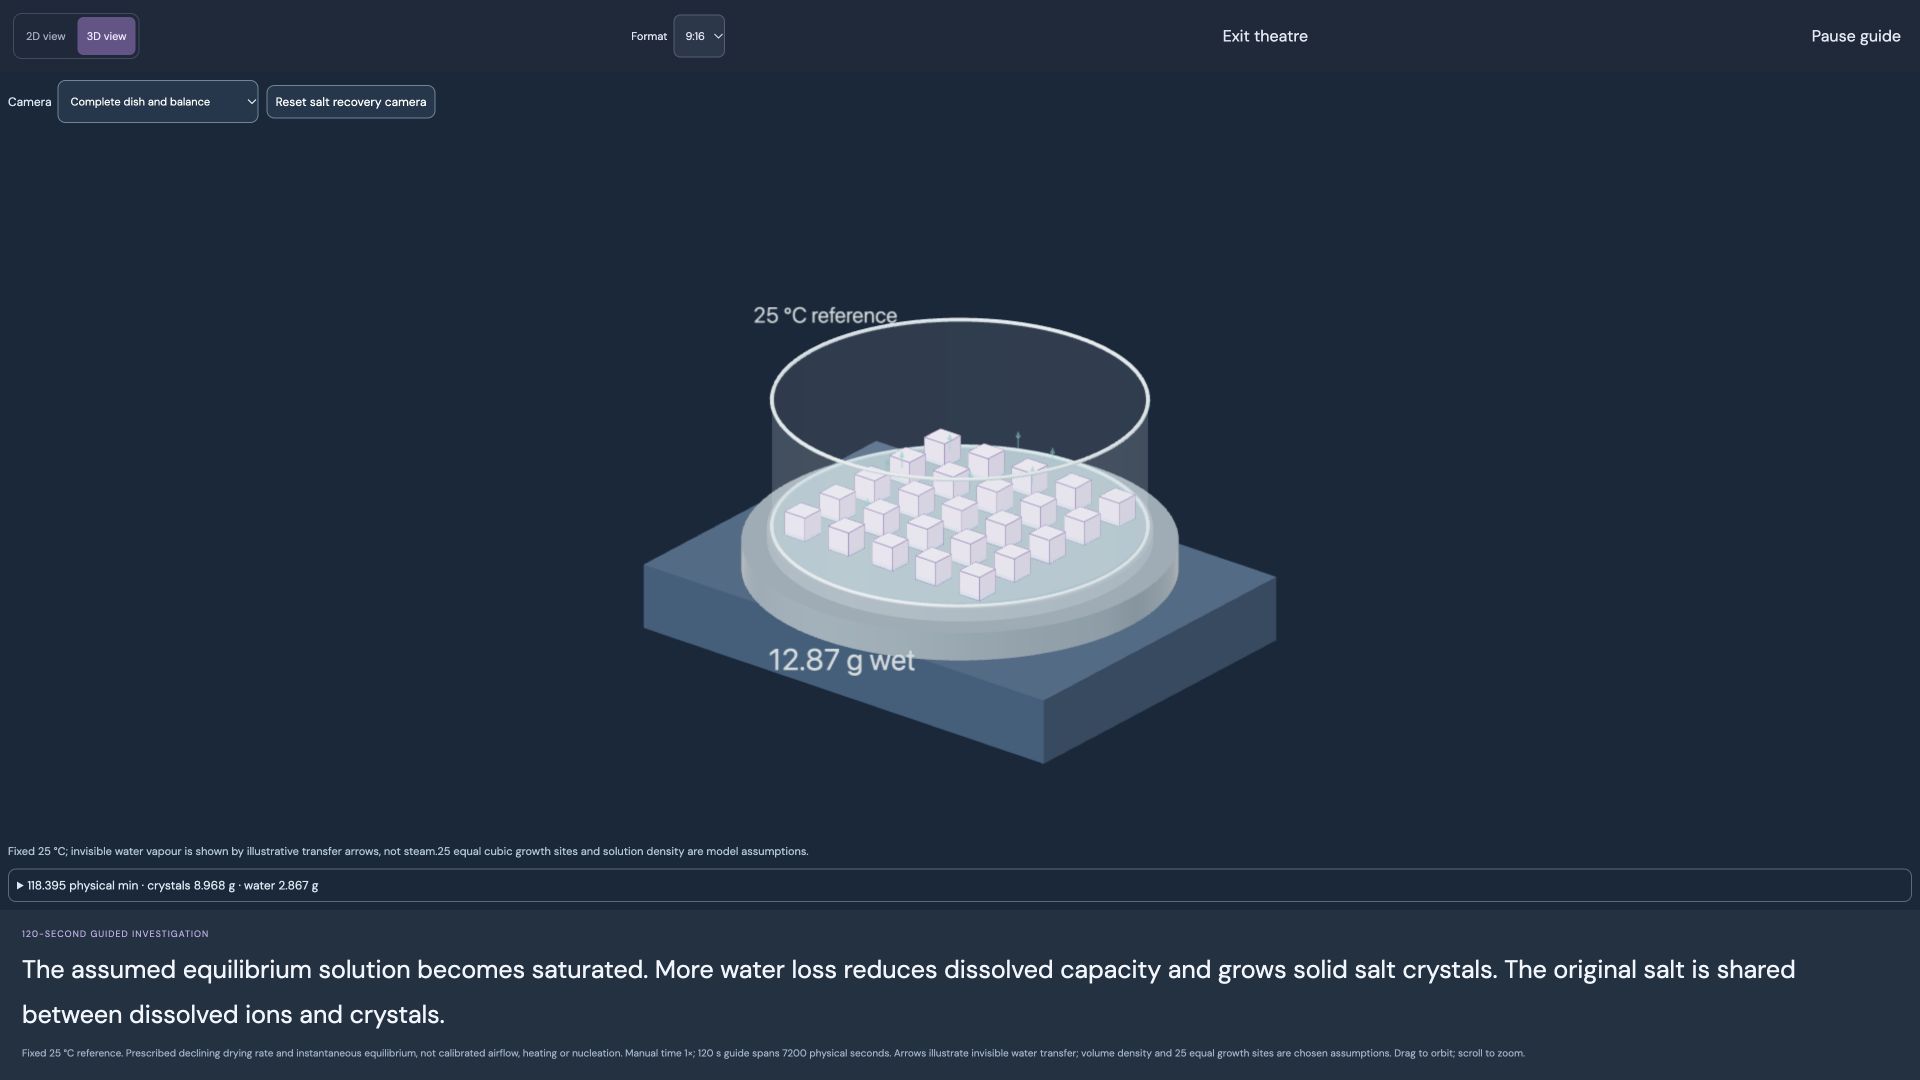 2D view
3D view
Format
9:16
Exit theatre
Pause guide
Camera
Complete dish and balance
Reset salt recovery camera
25 °C reference
12.87 g wet
Fixed 25 °C; invisible water vapour is shown by illustrative transfer arrows, not steam.25 equal cubic growth sites and solution density are model assumptions.
118.395 physical min · crystals 8.968 g · water 2.867 g
120-SECOND GUIDED INVESTIGATION
The assumed equilibrium solution becomes saturated. More water loss reduces dissolved capacity and grows solid salt crystals. The original salt is shared
between dissolved ions and crystals.
Fixed 25 °C reference. Prescribed declining drying rate and instantaneous equilibrium, not calibrated airflow, heating or nucleation. Manual time 1×; 120 s guide spans 7200 physical seconds. Arrows illustrate invisible water transfer; volume density and 25 equal growth sites are chosen assumptions. Drag to orbit; scroll to zoom.